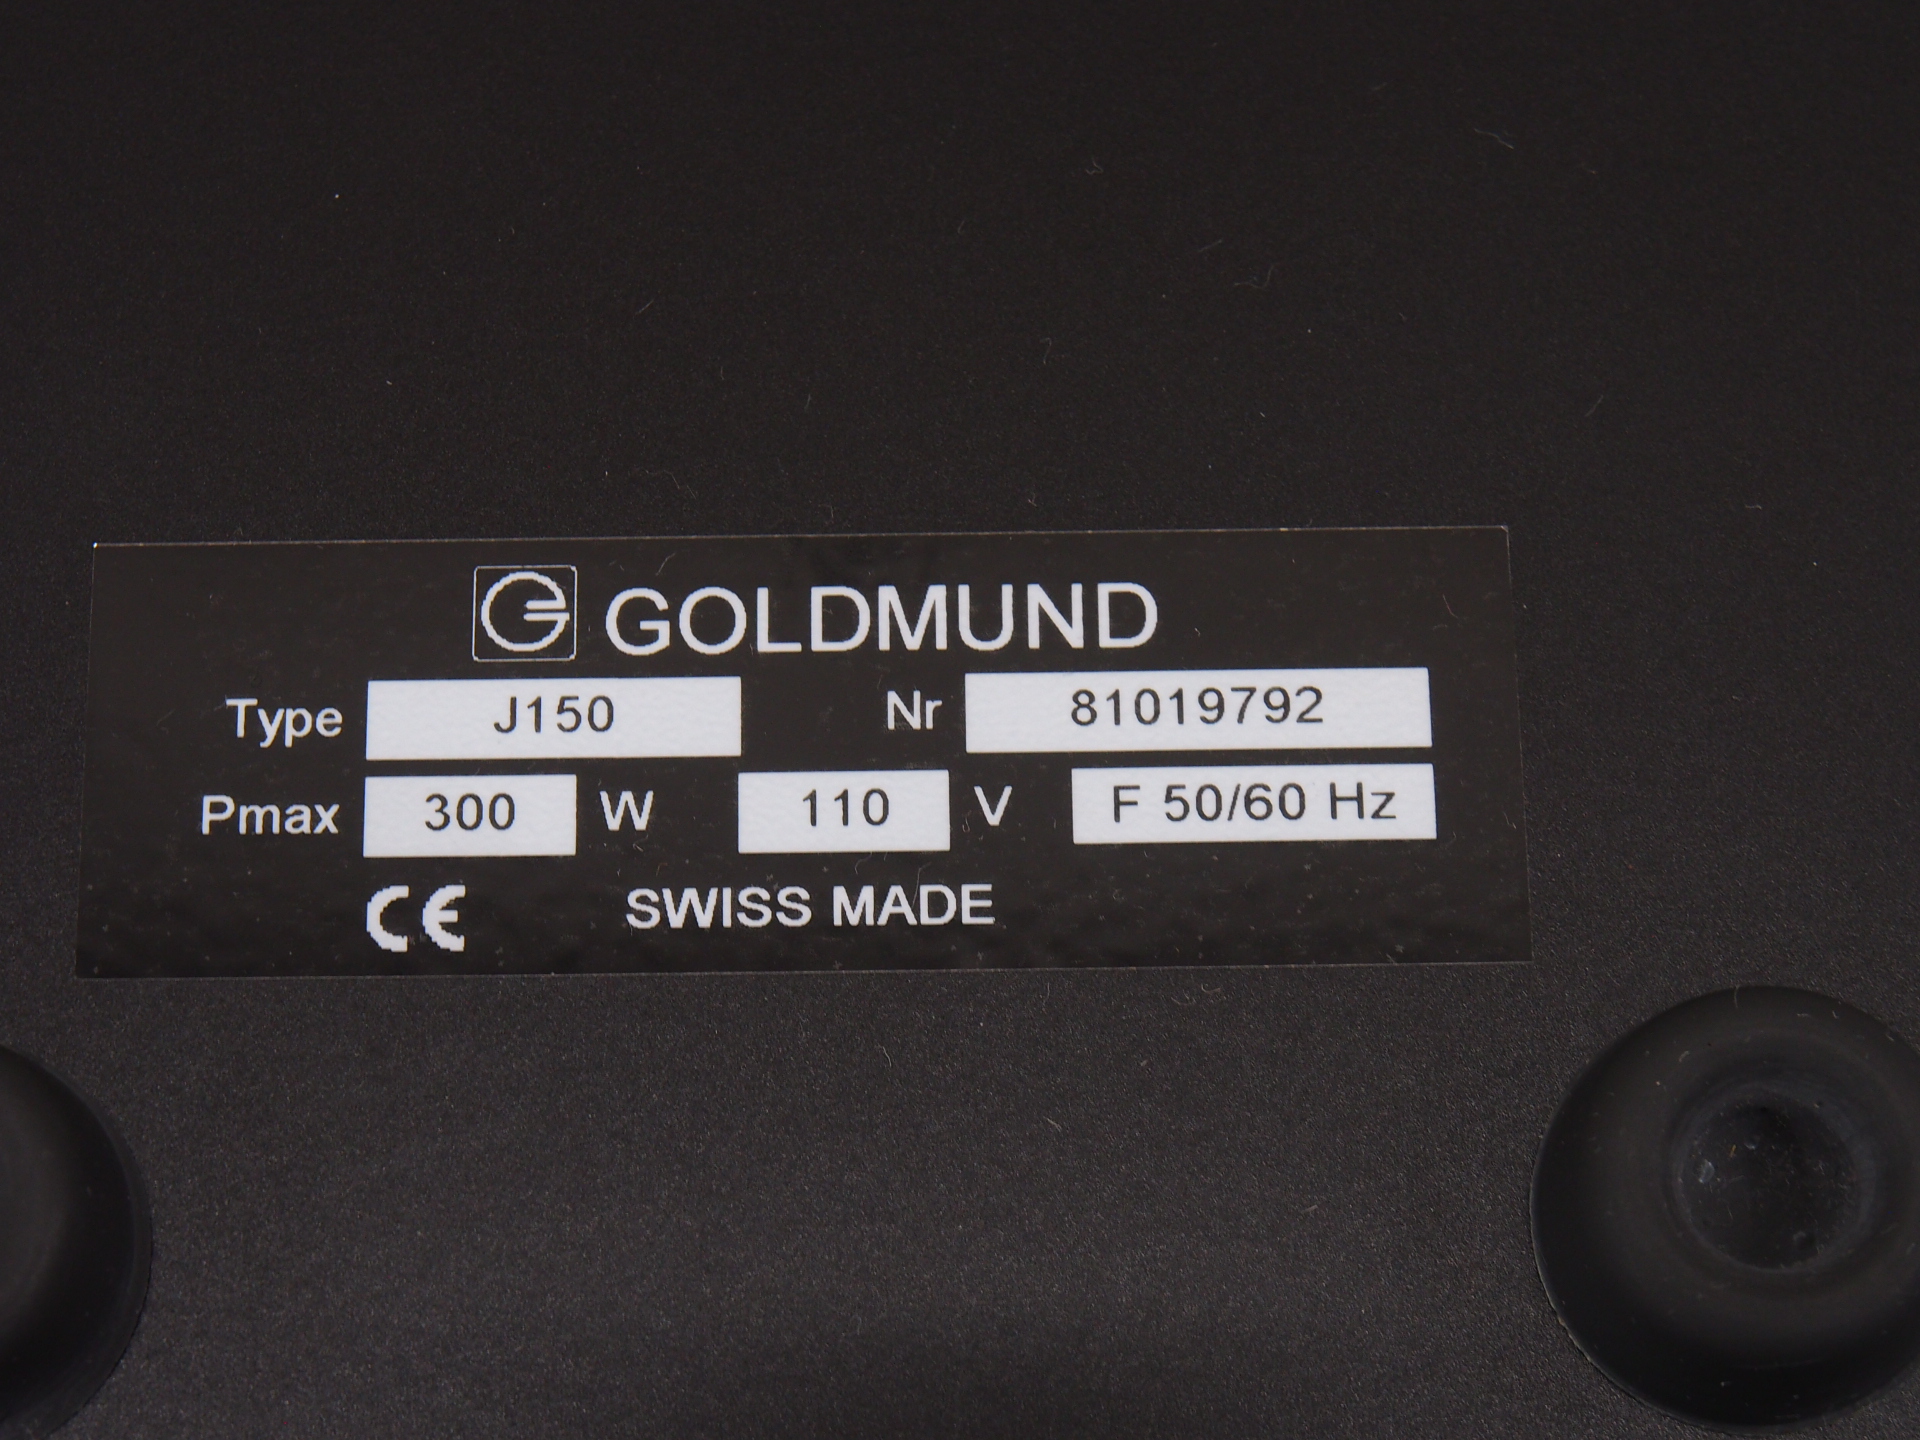 GOLDMUND
Type J150 Nr 81019792
Pmax 300 W 110 V F 50/60 Hz
CE SWISS MADE